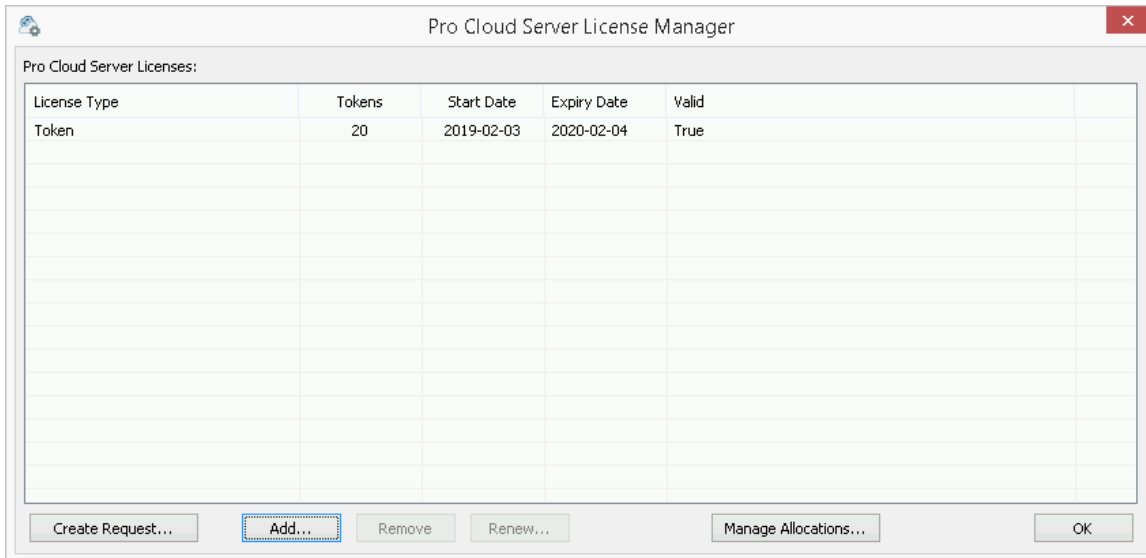 Pro Cloud Server License Manager
Pro Cloud Server Licenses:
License Type Tokens Start Date Expiry Date Valid
Token 20 2019-02-03 2020-02-04 True
Create Request... Add... Remove Renew... Manage Allocations... OK